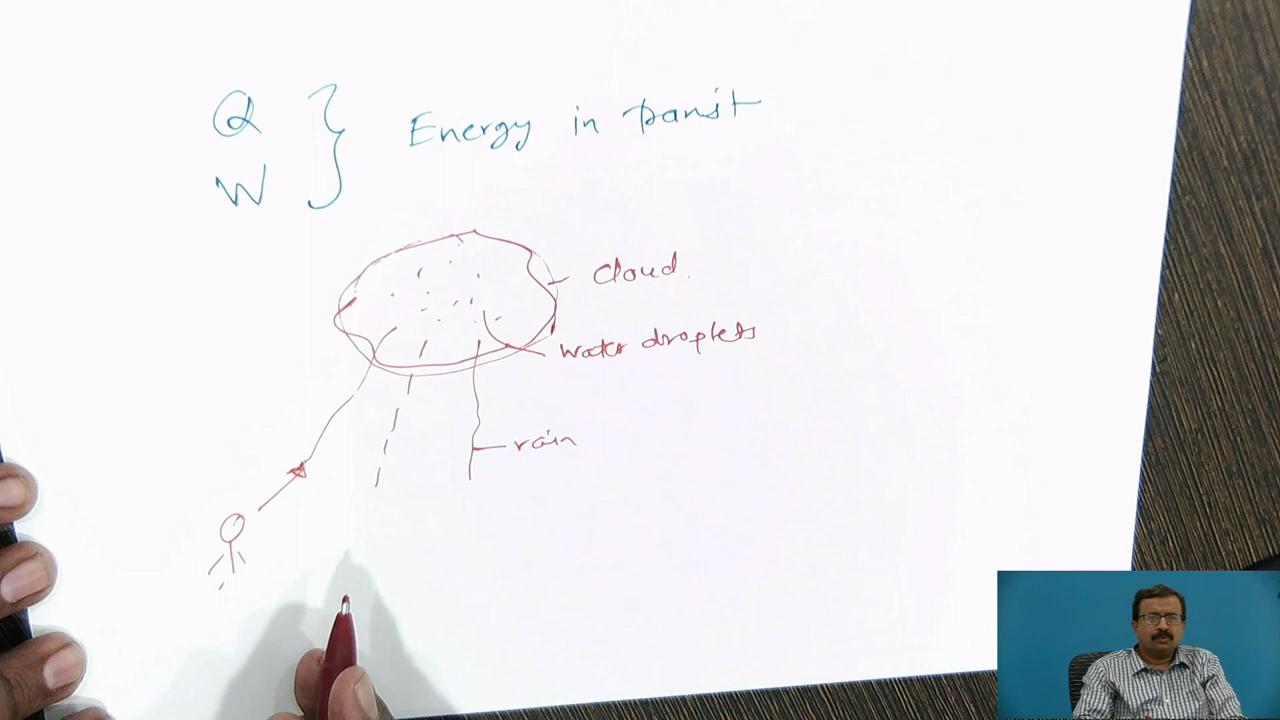 Q
W
Energy in transit
Cloud.
Water droplets
rain